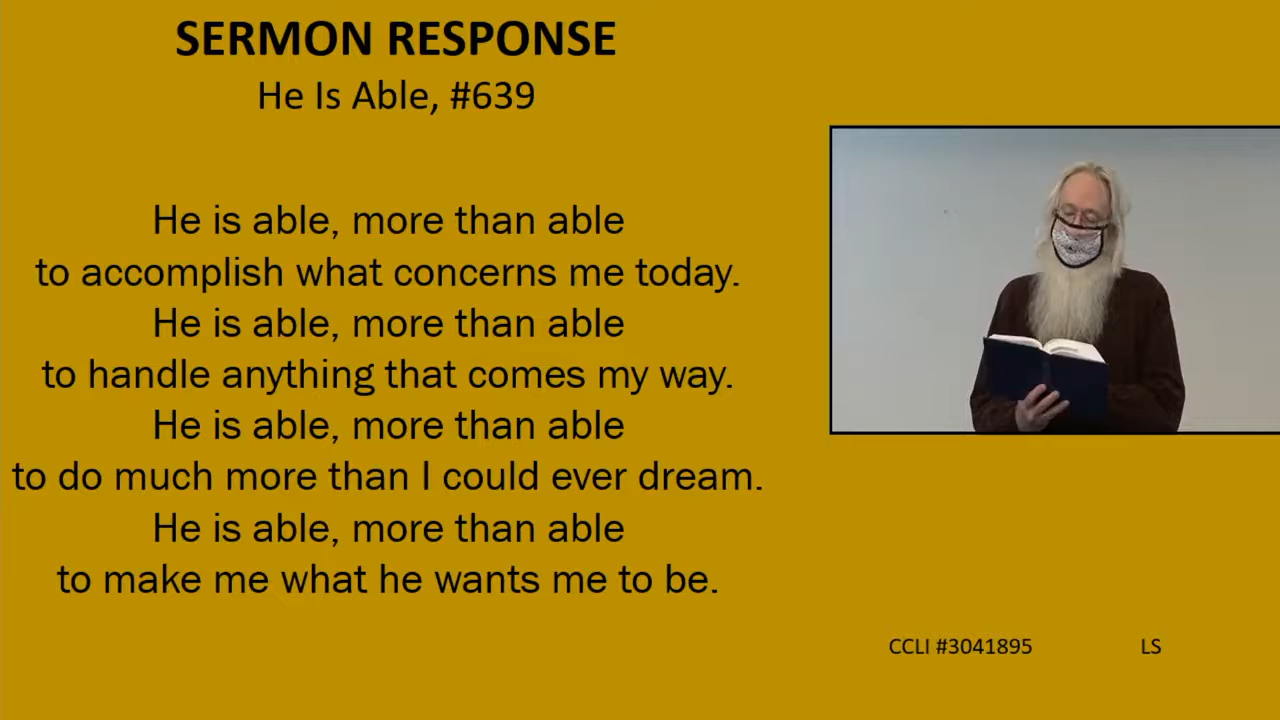 SERMON RESPONSE
He Is Able, #639
He is able, more than able
to accomplish what concerns me today.
He is able, more than able
to handle anything that comes my way.
He is able, more than able
to do much more than I could ever dream.
He is able, more than able
to make me what he wants me to be.
CCLI #3041895 LS